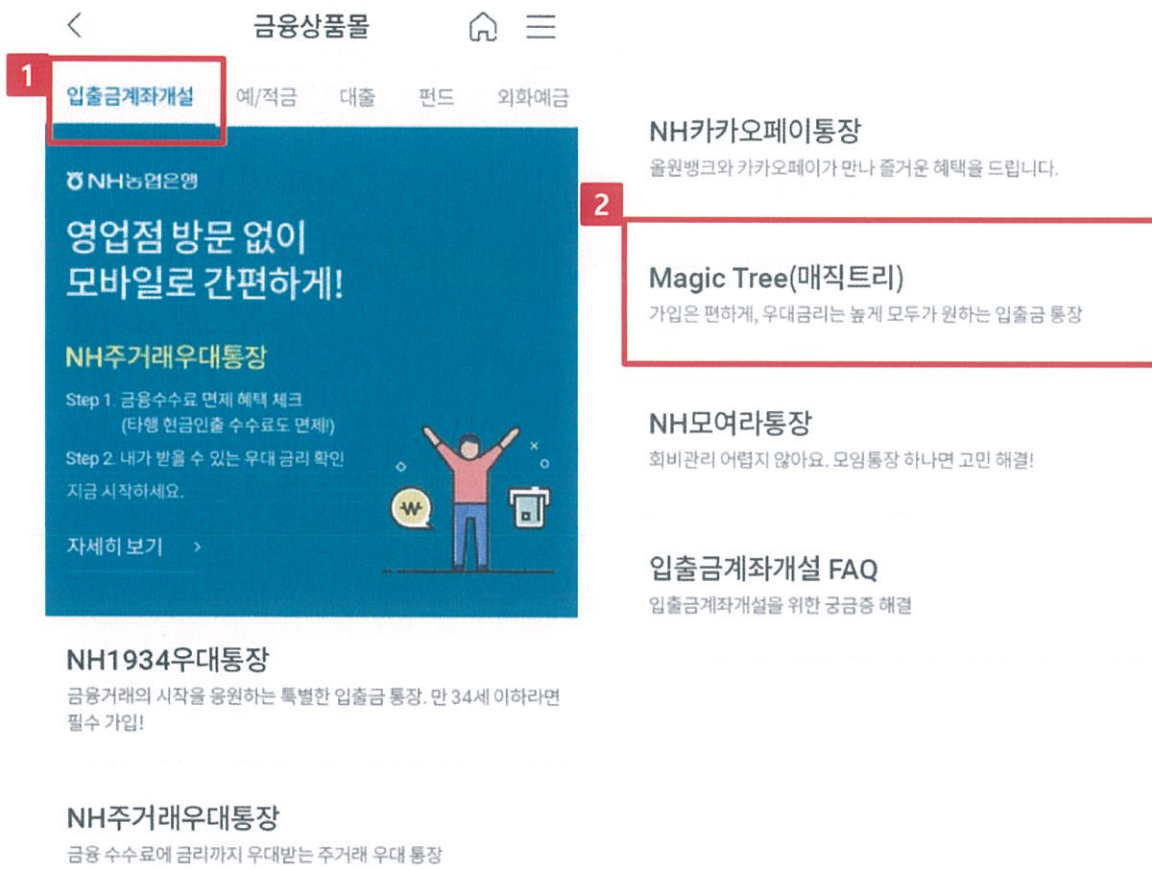 금융상품몰
1
입출금계좌개설 예/적금 대출 펀드 외화예금
NH농협은행
영업점 방문 없이
모바일로 간편하게!
NH주거래우대통장
Step 1. 금융수수료 면제 혜택 체크
(타행 현금인출 수수료도 면제!)
Step 2. 내가 받을 수 있는 우대 금리 확인
지금 시작하세요.
자세히 보기 >
₩
NH1934우대통장
금융거래의 시작을 응원하는 특별한 입출금 통장. 만 34세 이하라면
필수 가입!
NH주거래우대통장
금융 수수료에 금리까지 우대받는 주거래 우대 통장
NH카카오페이통장
올원뱅크와 카카오페이가 만나 즐거운 혜택을 드립니다.
2
Magic Tree(매직트리)
가입은 편하게, 우대금리는 높게 모두가 원하는 입출금 통장
NH모여라통장
회비관리 어렵지 않아요. 모임통장 하나면 고민 해결!
입출금계좌개설 FAQ
입출금계좌개설을 위한 궁금증 해결